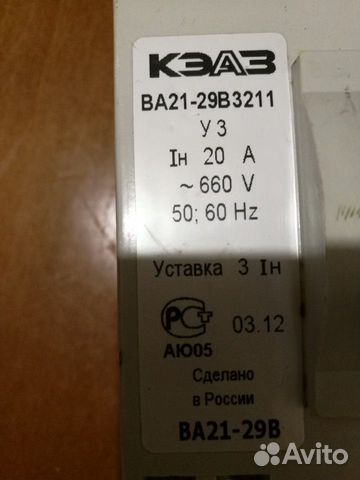 КЭАЗ
ВА21-29В3211
У3
Iн 20 А
~ 660 V
50; 60 Hz
Уставка 3 Iн
РСТ 03.12
АЮ05
Сделано
в России
ВА21-29В
Avito